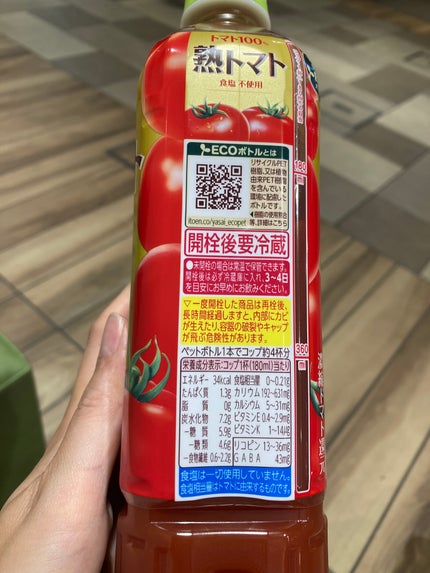 トマト100%
熟トマト
食塩 不使用
ECOボトルとは
リサイクルPET
樹脂、又は植物
由来PET樹脂
を含んでいる
環境に配慮した
ボトルです。
樹脂の使用割合
等、詳細はこちら
itoen.co/yasai_ecopet
開栓後要冷蔵
●未開栓の場合は常温で保管できます。
開栓後は必ず冷蔵庫に入れ、3〜4日
を目安にお早めにお飲みください。
▽一度開栓した商品は再栓後、
長時間経過しますと、内部にカビ
が生えたり、容器の破裂やキャップ
が飛ぶ危険性があります。
ペットボトル1本でコップ約4杯分
栄養成分表示:コップ1杯(180ml)当たり
エネルギー 34kcal 食塩相当量 0〜0.21g
たんぱく質 1.3g カリウム 192〜631mg
脂質 0g カルシウム 5〜31mg
炭水化物 7.2g ビタミンE 0.4〜2.9mg
－糖質 5.9g ビタミンK 1〜14μg
－糖類 4.6g リコピン 13〜36mg
－食物繊維 0.6〜2.2g GABA 43mg
食塩は一切使用していません。
食塩相当量はトマトに由来するものです。
180
360